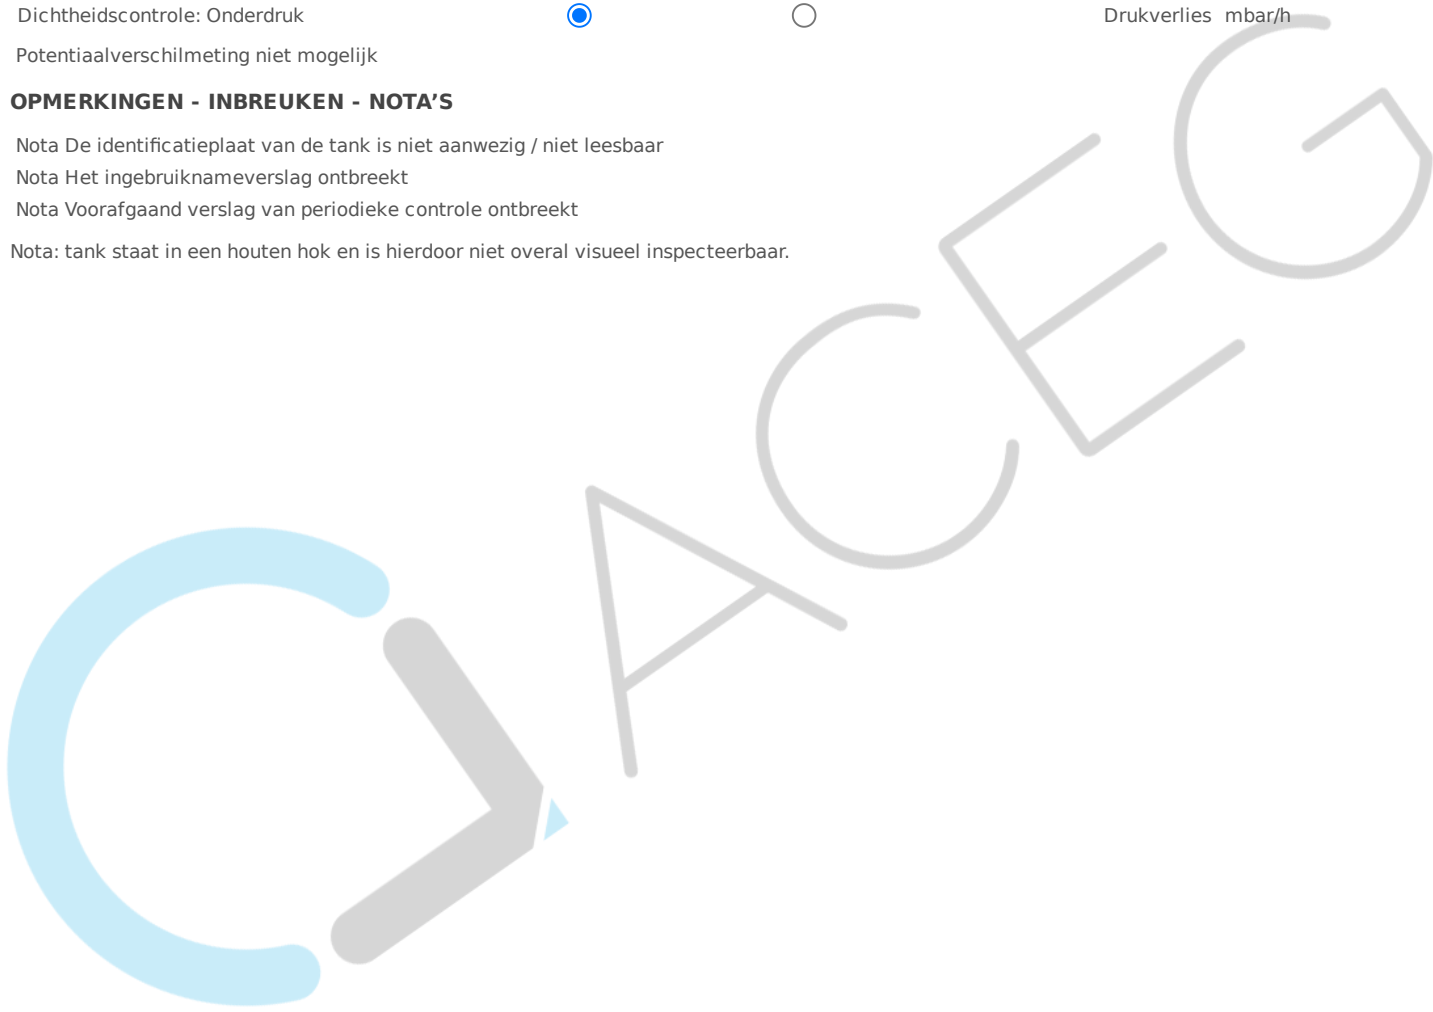 Dichtheidscontrole: Onderdruk Drukverlies mbar/h
Potentiaalverschilmeting niet mogelijk
OPMERKINGEN - INBREUKEN - NOTA’S
Nota De identificatieplaat van de tank is niet aanwezig / niet leesbaar
Nota Het ingebruiknameverslag ontbreekt
Nota Voorafgaand verslag van periodieke controle ontbreekt
Nota: tank staat in een houten hok en is hierdoor niet overal visueel inspecteerbaar.
ACEG